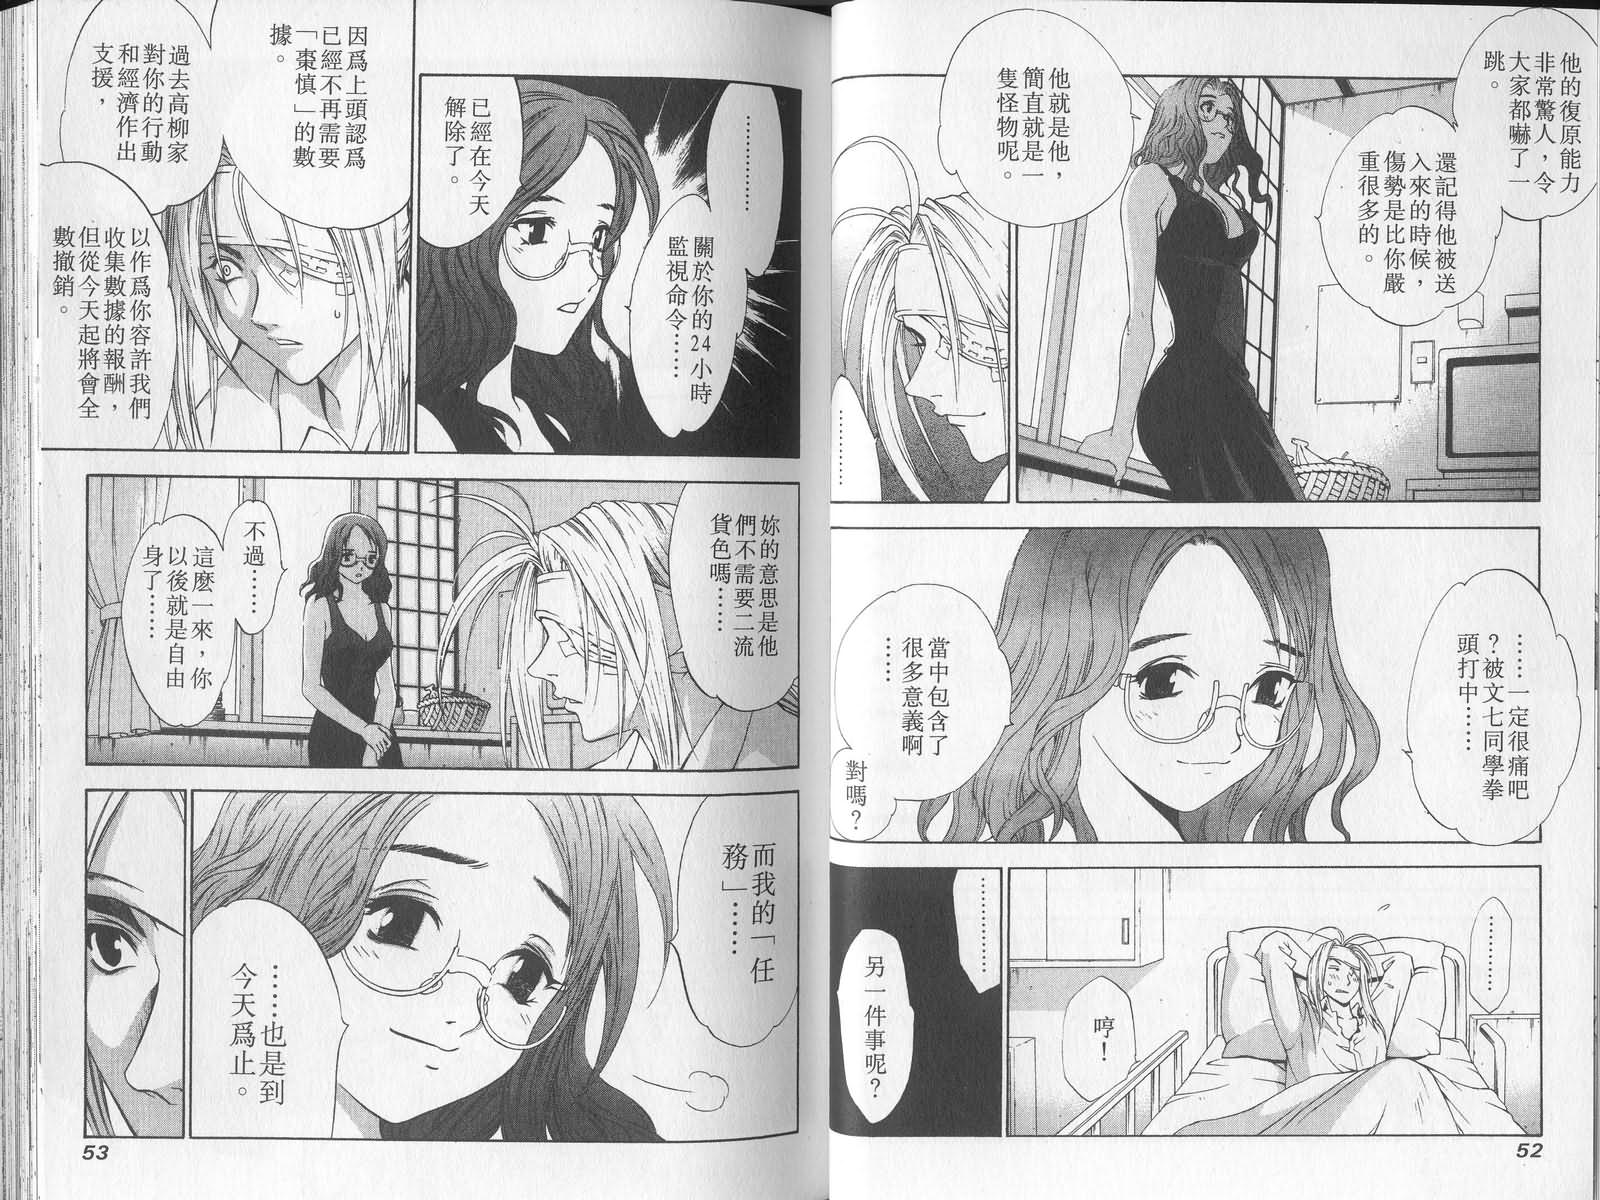 他的復原能力
非常驚人，令
大家都嚇了一
跳。
還記得他被送
入來的時候，
傷勢是比你嚴
重很多的。
他就是他，
簡直就是一
隻怪物呢。
………
……一定很痛吧
？被文七同學拳
頭打中……
當中包含了
很多意義啊
……
對嗎？
………
哼！
………
另一件事呢？
52
…………
關於你的24小時
監視命令……
已經在今天
解除了。
因爲上頭認爲
已經不再需要
「棗慎」的數
據。
過去高柳家
對你的行動
和經濟作出
支援，
以作爲你容許我們
收集數據的報酬，
但從今天起將會全
數撤銷。
妳的意思是他
們不需要二流
貨色嗎……
不過……
這麽一來，你
以後就是自由
身了……
而我的「任
務」……
……也是到
今天爲止。
53